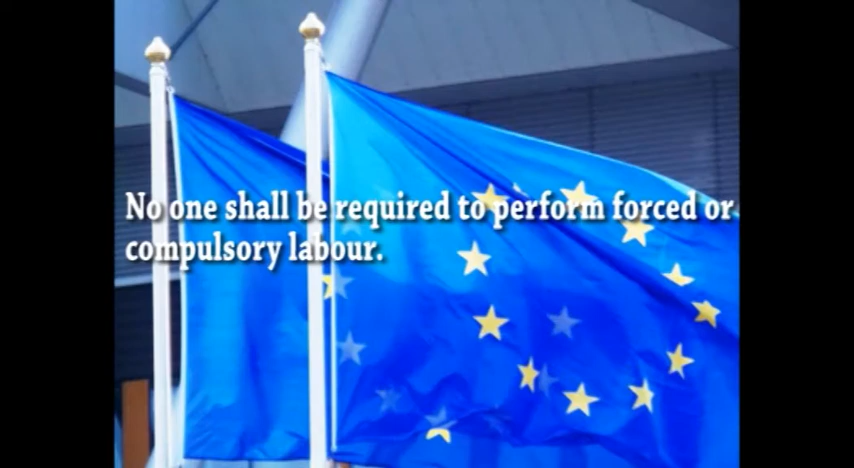 No one shall be required to perform forced or
compulsory labour.